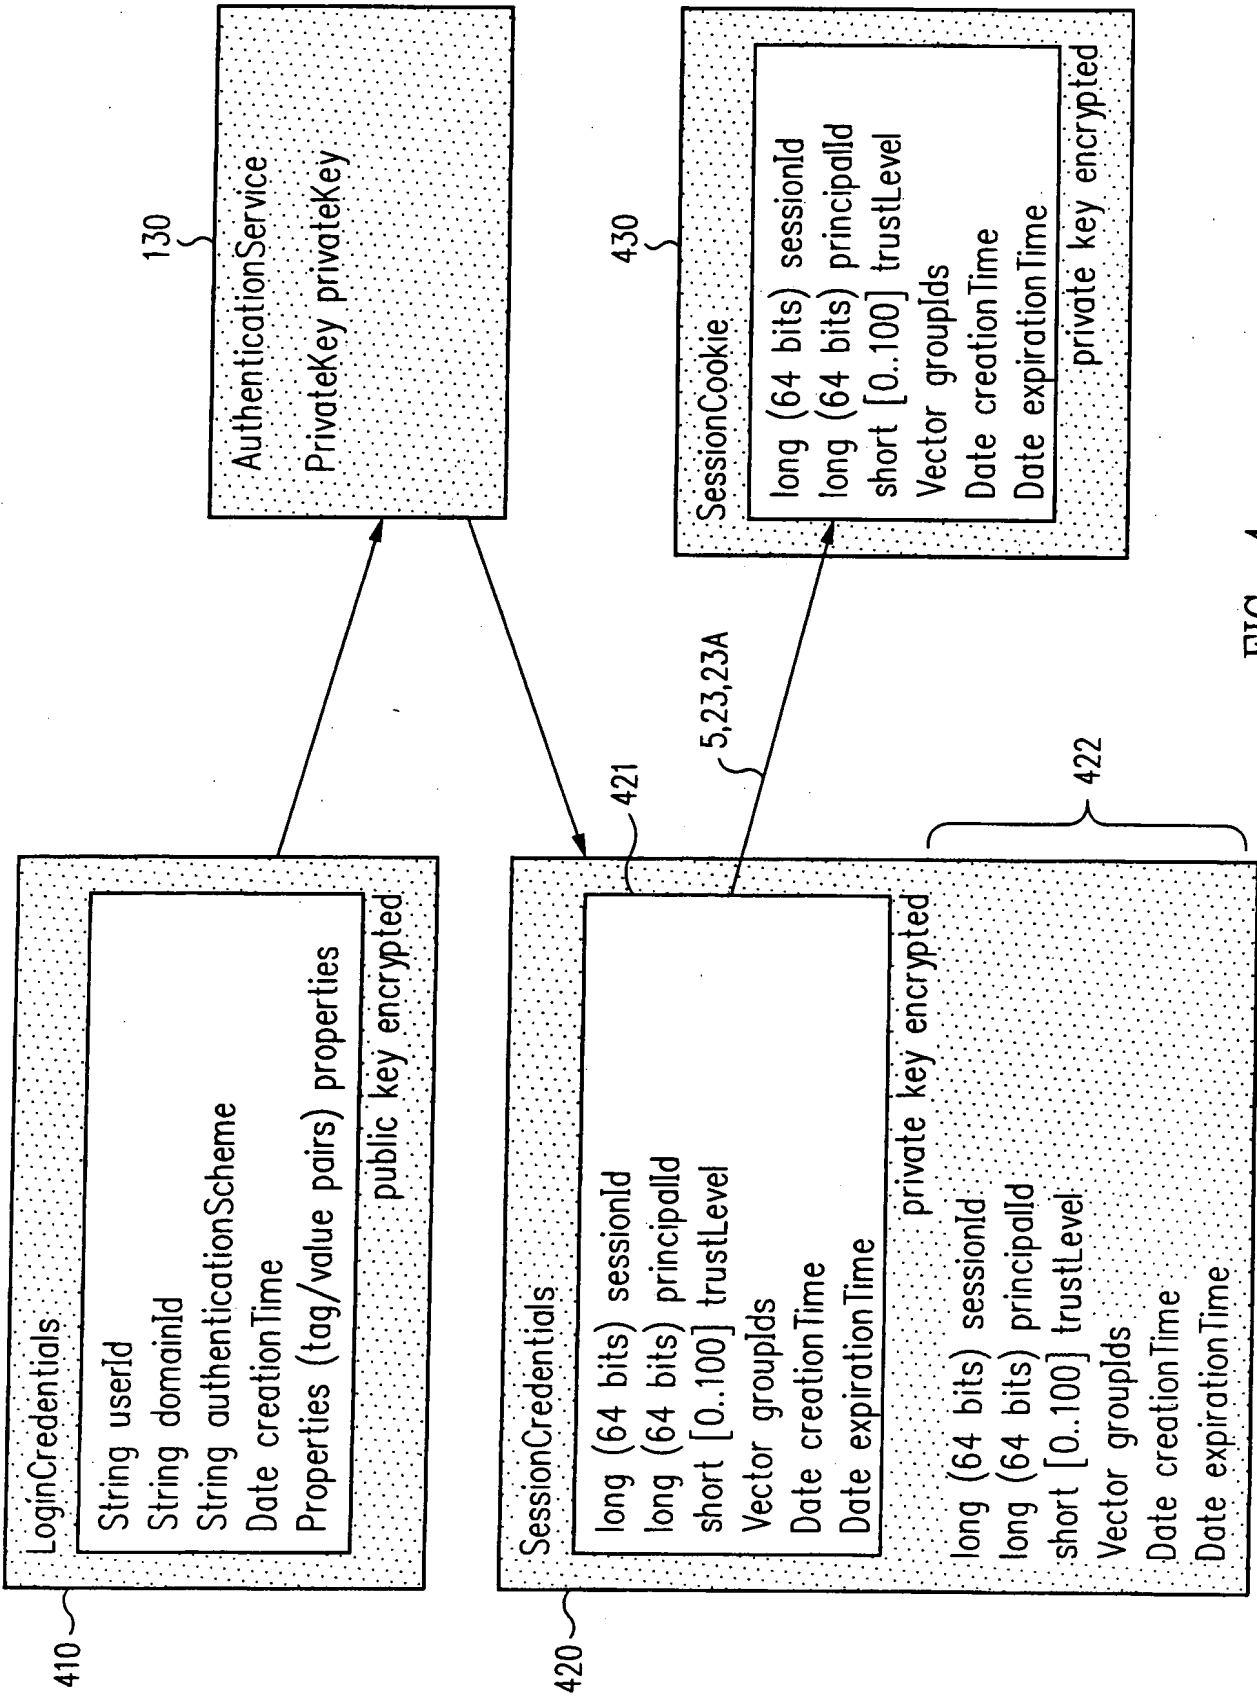 410
LoginCredentials
String userId
String domainId
String authenticationScheme
Date creationTime
Properties (tag/value pairs) properties
public key encrypted
130
AuthenticationService
PrivateKey privateKey
420
SessionCredentials
421
long (64 bits) sessionId
long (64 bits) principalId
short [0..100] trustLevel
Vector groupIds
Date creationTime
Date expirationTime
private key encrypted
long (64 bits) sessionId
long (64 bits) principalId
short [0..100] trustLevel
Vector groupIds
Date creationTime
Date expirationTime
422
5,23,23A
430
SessionCookie
long (64 bits) sessionId
long (64 bits) principalId
short [0..100] trustLevel
Vector groupIds
Date creationTime
Date expirationTime
private key encrypted